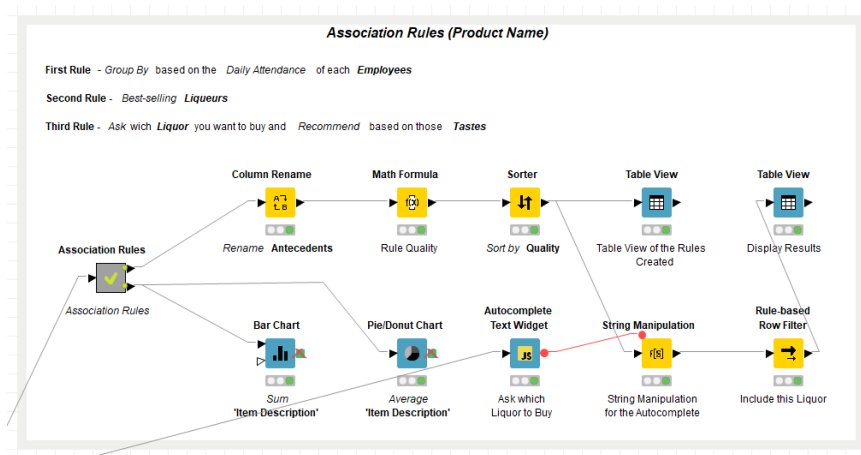 Association Rules (Product Name)
First Rule - Group By based on the Daily Attendance of each Employees
Second Rule - Best-selling Liqueurs
Third Rule - Ask wich Liquor you want to buy and Recommend based on those Tastes
Column Rename
Math Formula
Sorter
Table View
Table View
A
B
f(x)
Rename Antecedents
Rule Quality
Sort by Quality
Table View of the Rules
Created
Display Results
Association Rules
Association Rules
Bar Chart
Pie/Donut Chart
Autocomplete
Text Widget
String Manipulation
Rule-based
Row Filter
JS
f[S]
Sum
'Item Description'
Average
'Item Description'
Ask which
Liquor to Buy
String Manipulation
for the Autocomplete
Include this Liquor